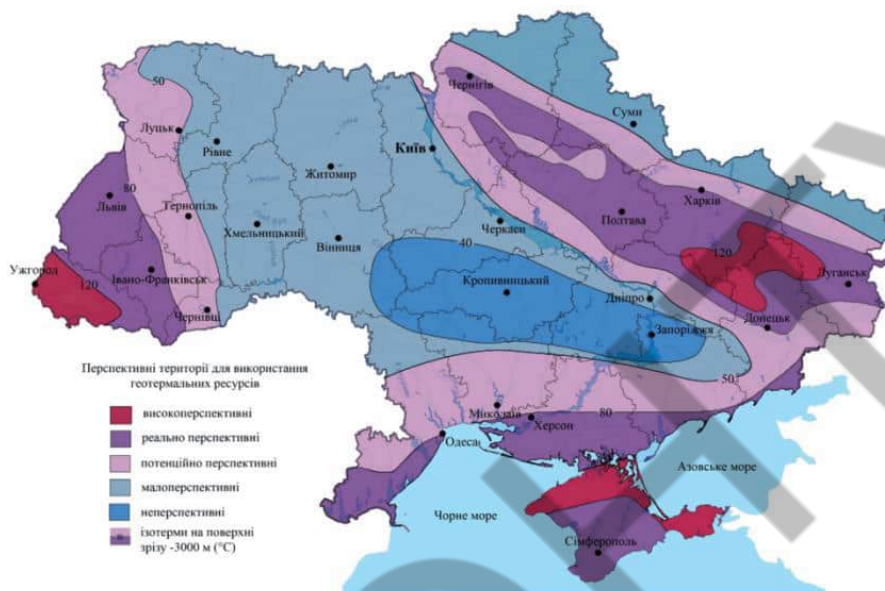 50
Чернігів
Суми
Луцьк
Рівне
Київ
Житомир
80
Львів
Тернопіль
Харків
Полтава
Хмельницький
Вінниця
Черкаси
40
120
Ужгород
Івано-Франківськ
120
Кропивницький
Луганськ
Дніпро
Чернівці
Запоріжжя
Донецьк
50
Миколаїв
80
Херсон
Одеса
Азовське море
Чорне море
Сімферополь
Перспективні території для використання
геотермальних ресурсів
високоперспективні
реально перспективні
потенційно перспективні
малоперспективні
неперспективні
ізотерми на поверхні
зрізу -3000 м (°C)